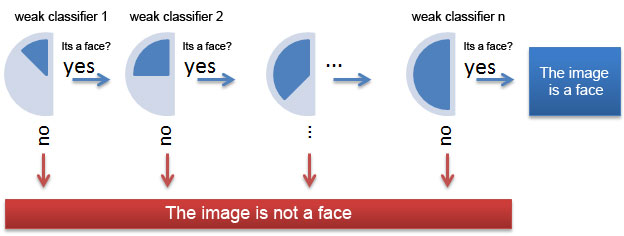 weak classifier 1
Its a face?
yes
no
weak classifier 2
Its a face?
yes
no
...
...
weak classifier n
Its a face?
yes
no
The image
is a face
The image is not a face